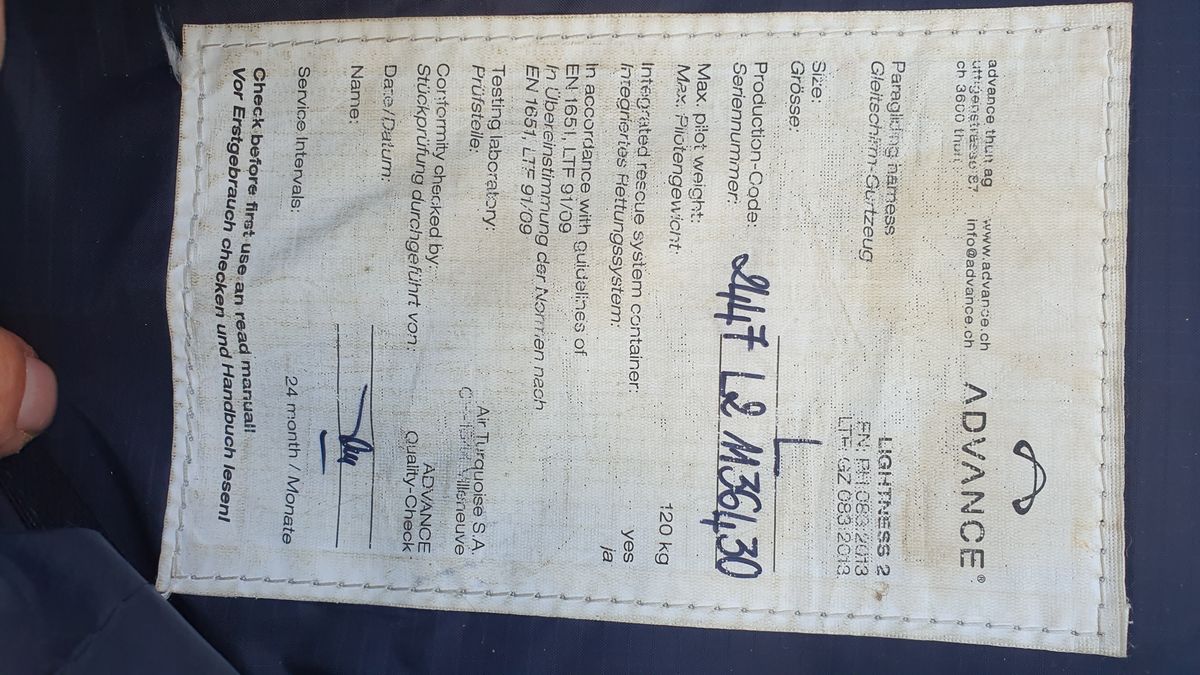 ADVANCE®
advance thun ag www.advance.ch
uttigenstrasse 87 info@advance.ch
ch 3600 thun
Paragliding harness: LIGHTNESS 2
Gleitschirm-Gurtzeug EN: PH 083/2013
LTF: GZ 083/2013
Size: L
Grösse:
Production-Code:
Seriennummer: L2
Max. pilot weight: 120 kg
Max. Pilotengewicht:
Integrated rescue system container: yes
Integriertes Rettungssystem: ja
In accordance with guidelines of
EN 1651, LTF 91/09
In Übereinstimmung der Normen nach
EN 1651, LTF 91/09
Testing laboratory: Air Turquoise S.A.
Prüfstelle: Villeneuve
Conformity checked by: ADVANCE
Stückprüfung durchgeführt von: Quality-Check
Date/Datum:
Name:
Service Intervals: 24 month / Monate
Check before first use an read manual!
Vor Erstgebrauch checken und Handbuch lesen!